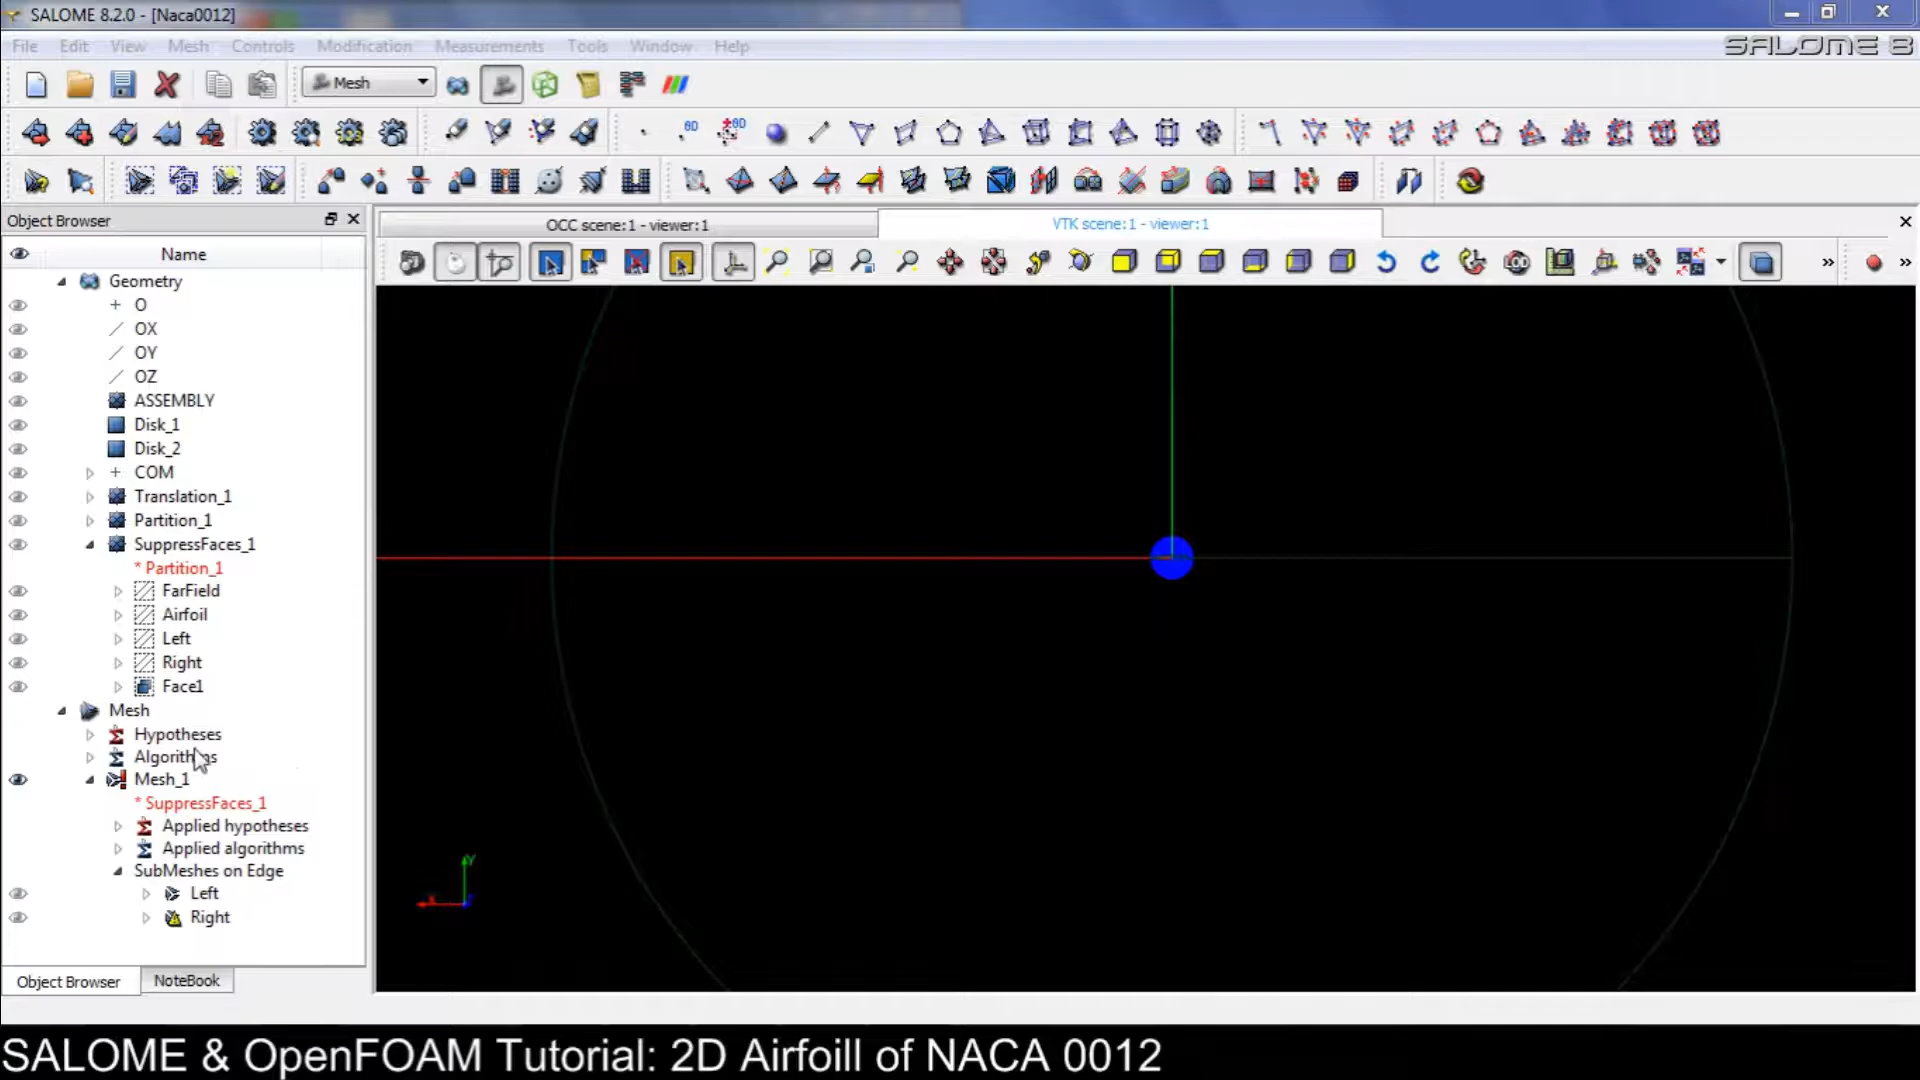 SALOME 8.2.0 - [Naca0012]
File Edit View Mesh Controls Modification Measurements Tools Window Help
SALOME 8
Mesh
0D 0D
Object Browser
OCC scene:1 - viewer:1
VTK scene:1 - viewer:1
Name
Geometry
O
OX
OY
OZ
ASSEMBLY
Disk_1
Disk_2
COM
Translation_1
Partition_1
SuppressFaces_1
* Partition_1
FarField
Airfoil
Left
Right
Face1
Mesh
Hypotheses
Algorithms
Mesh_1
* SuppressFaces_1
Applied hypotheses
Applied algorithms
SubMeshes on Edge
Left
Right
Y
Object Browser
NoteBook
SALOME & OpenFOAM Tutorial: 2D Airfoill of NACA 0012